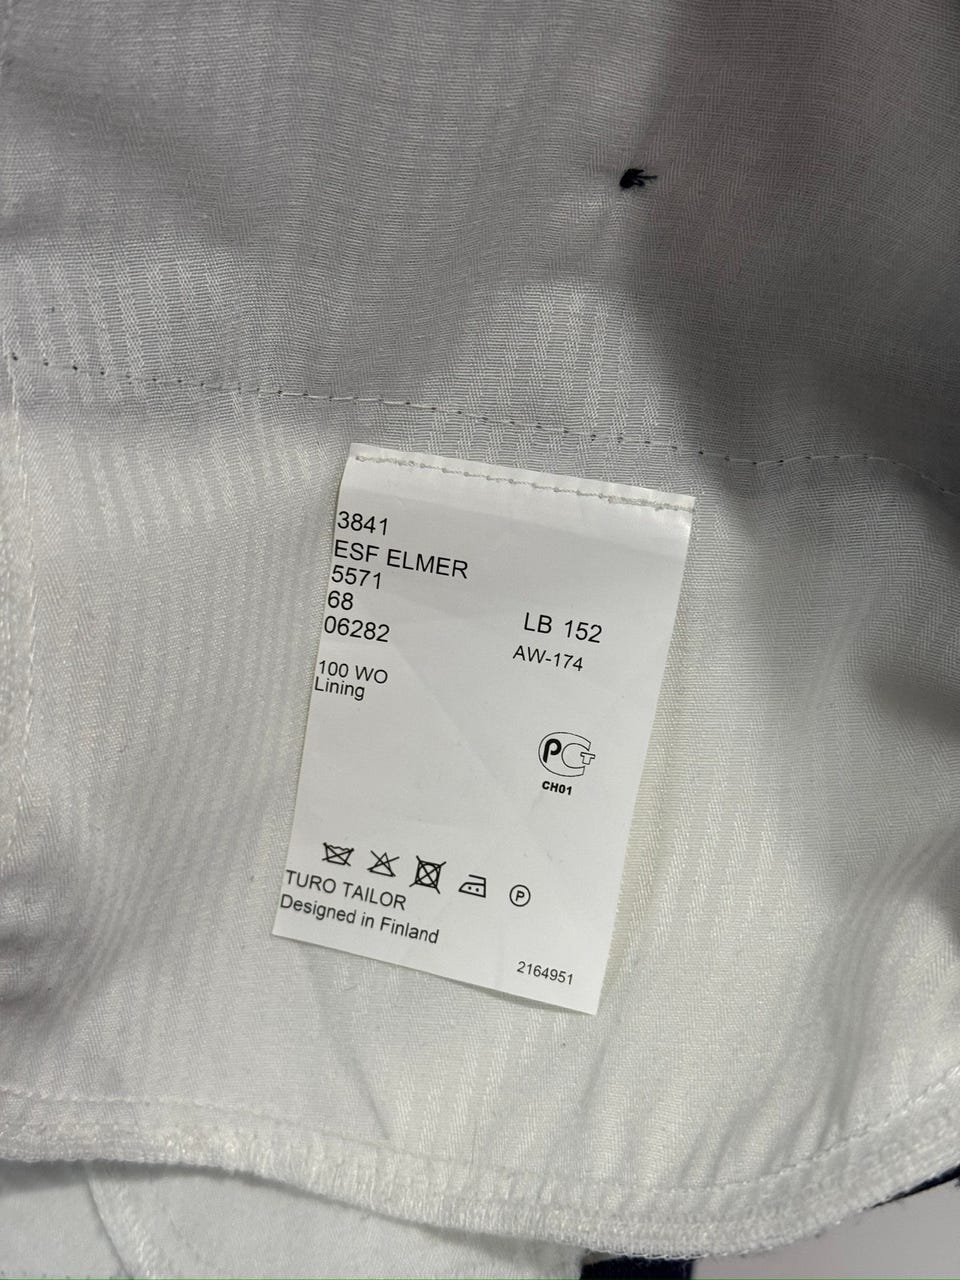 3841
ESF ELMER
5571
68
06282
LB 152
AW-174
100 WO
Lining
PCT
CH01
P
TURO TAILOR
Designed in Finland
2164951